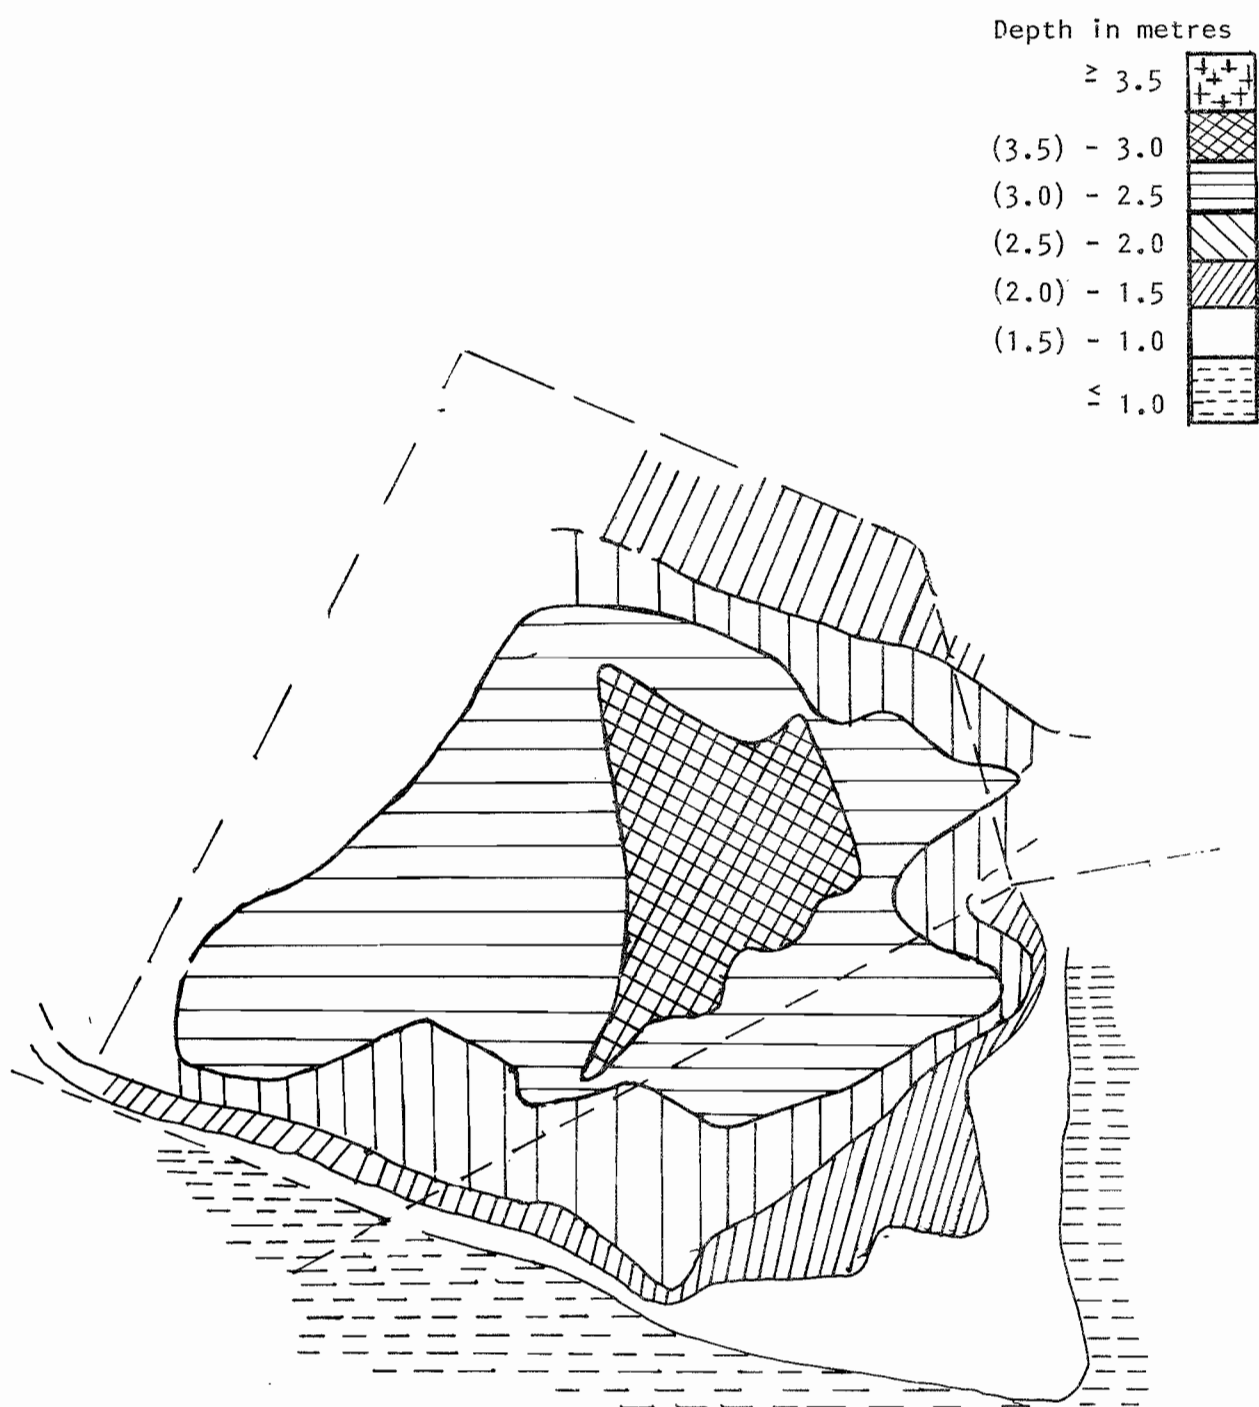 Depth in metres
≥ 3.5
(3.5) - 3.0
(3.0) - 2.5
(2.5) - 2.0
(2.0) - 1.5
(1.5) - 1.0
≤ 1.0